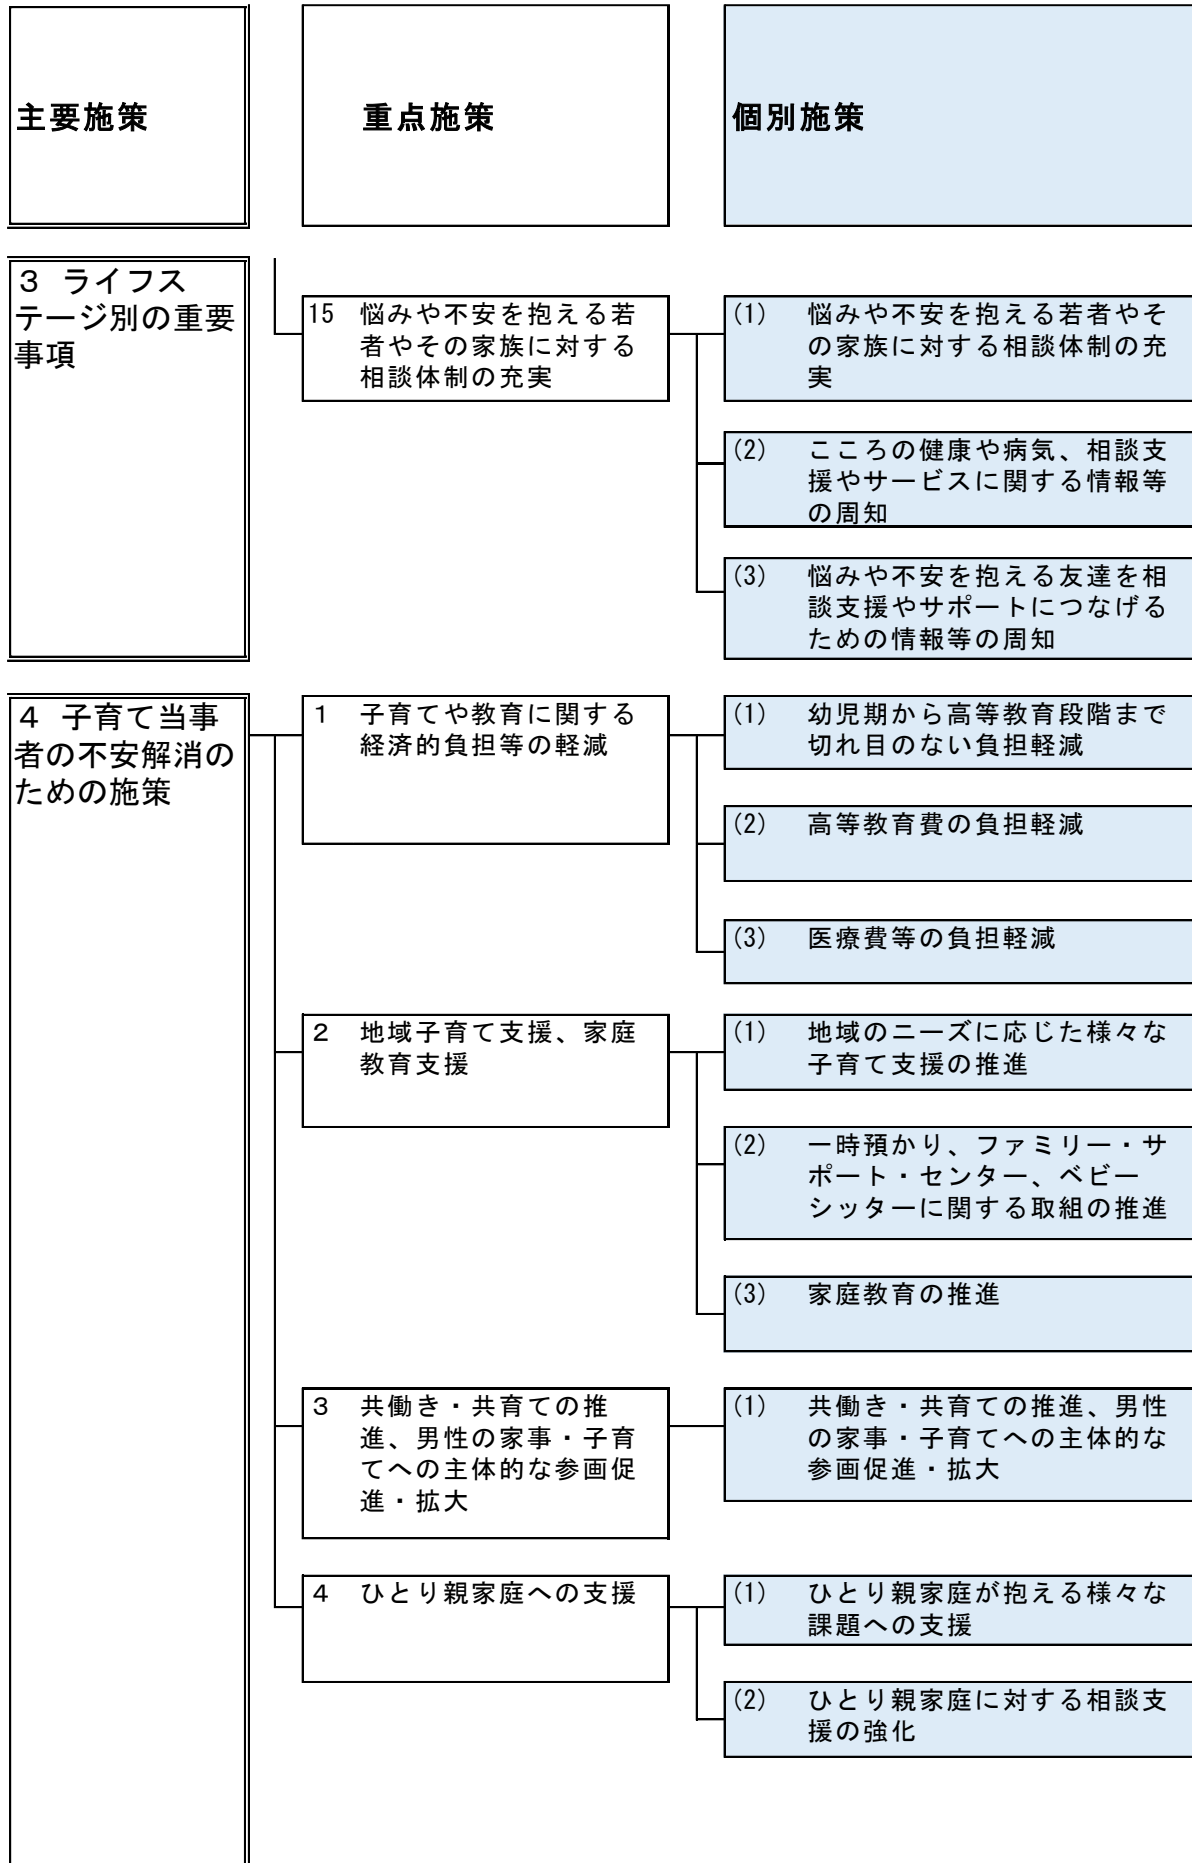 主要施策
重点施策
個別施策
３ ライフス
テージ別の重要
事項
15 悩みや不安を抱える若
者やその家族に対する
相談体制の充実
(1) 悩みや不安を抱える若者やそ
の家族に対する相談体制の充
実
(2) こころの健康や病気、相談支
援やサービスに関する情報等
の周知
(3) 悩みや不安を抱える友達を相
談支援やサポートにつなげる
ための情報等の周知
４ 子育て当事
者の不安解消の
ための施策
１ 子育てや教育に関する
経済的負担等の軽減
(1) 幼児期から高等教育段階まで
切れ目のない負担軽減
(2) 高等教育費の負担軽減
(3) 医療費等の負担軽減
２ 地域子育て支援、家庭
教育支援
(1) 地域のニーズに応じた様々な
子育て支援の推進
(2) 一時預かり、ファミリー・サ
ポート・センター、ベビー
シッターに関する取組の推進
(3) 家庭教育の推進
３ 共働き・共育ての推
進、男性の家事・子育
てへの主体的な参画促
進・拡大
(1) 共働き・共育ての推進、男性
の家事・子育てへの主体的な
参画促進・拡大
４ ひとり親家庭への支援
(1) ひとり親家庭が抱える様々な
課題への支援
(2) ひとり親家庭に対する相談支
援の強化